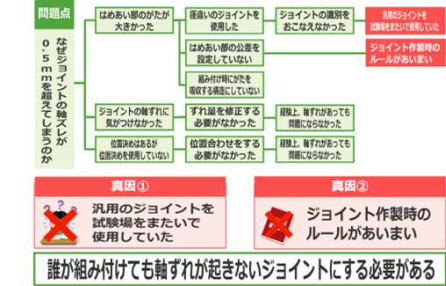 問題点
なぜジョイントの軸ズレが
0.5mmを超えてしまうのか
はめあい部のがたが
大きかった
径違いのジョイントを
使用した
ジョイントの識別を
おこなえなかった
汎用のジョイントを
試験場をまたいで使用していた
はめあい部の公差を
設定していない
ジョイント作製時の
ルールがあいまい
組み付け時にがたを
吸収する構造にしていない
ジョイントの軸ずれに
気がつけなかった
ずれ量を修正する
必要がなかった
経験上、軸ずれがあっても
問題にならなかった
位置決めはあるが
位置決めを使用していない
位置合わせをする
必要がなかった
経験上、軸ずれがあっても
問題にならなかった
真因①
汎用のジョイントを
試験場をまたいで
使用していた
真因②
ジョイント作製時の
ルールがあいまい
誰が組み付けても軸ずれが起きないジョイントにする必要がある